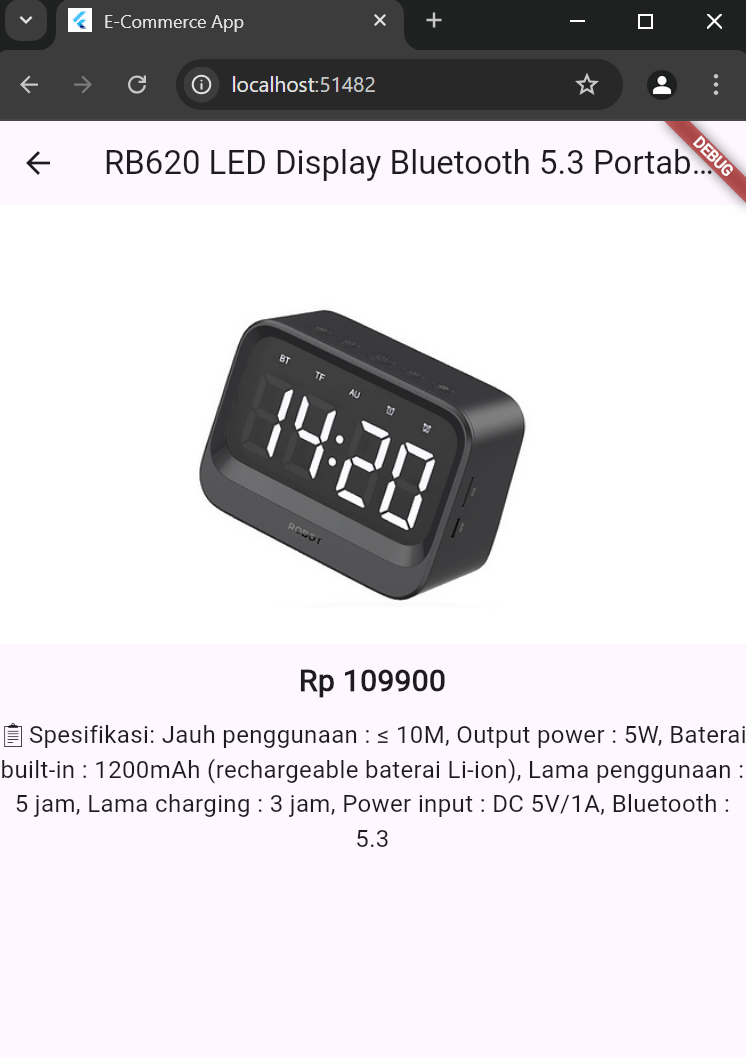 E-Commerce App
localhost:51482
RB620 LED Display Bluetooth 5.3 Portab...
DEBUG
BT TF AU
14:20
ROBOT
Rp 109900
📋 Spesifikasi: Jauh penggunaan : ≤ 10M, Output power : 5W, Baterai
built-in : 1200mAh (rechargeable baterai Li-ion), Lama penggunaan :
5 jam, Lama charging : 3 jam, Power input : DC 5V/1A, Bluetooth :
5.3